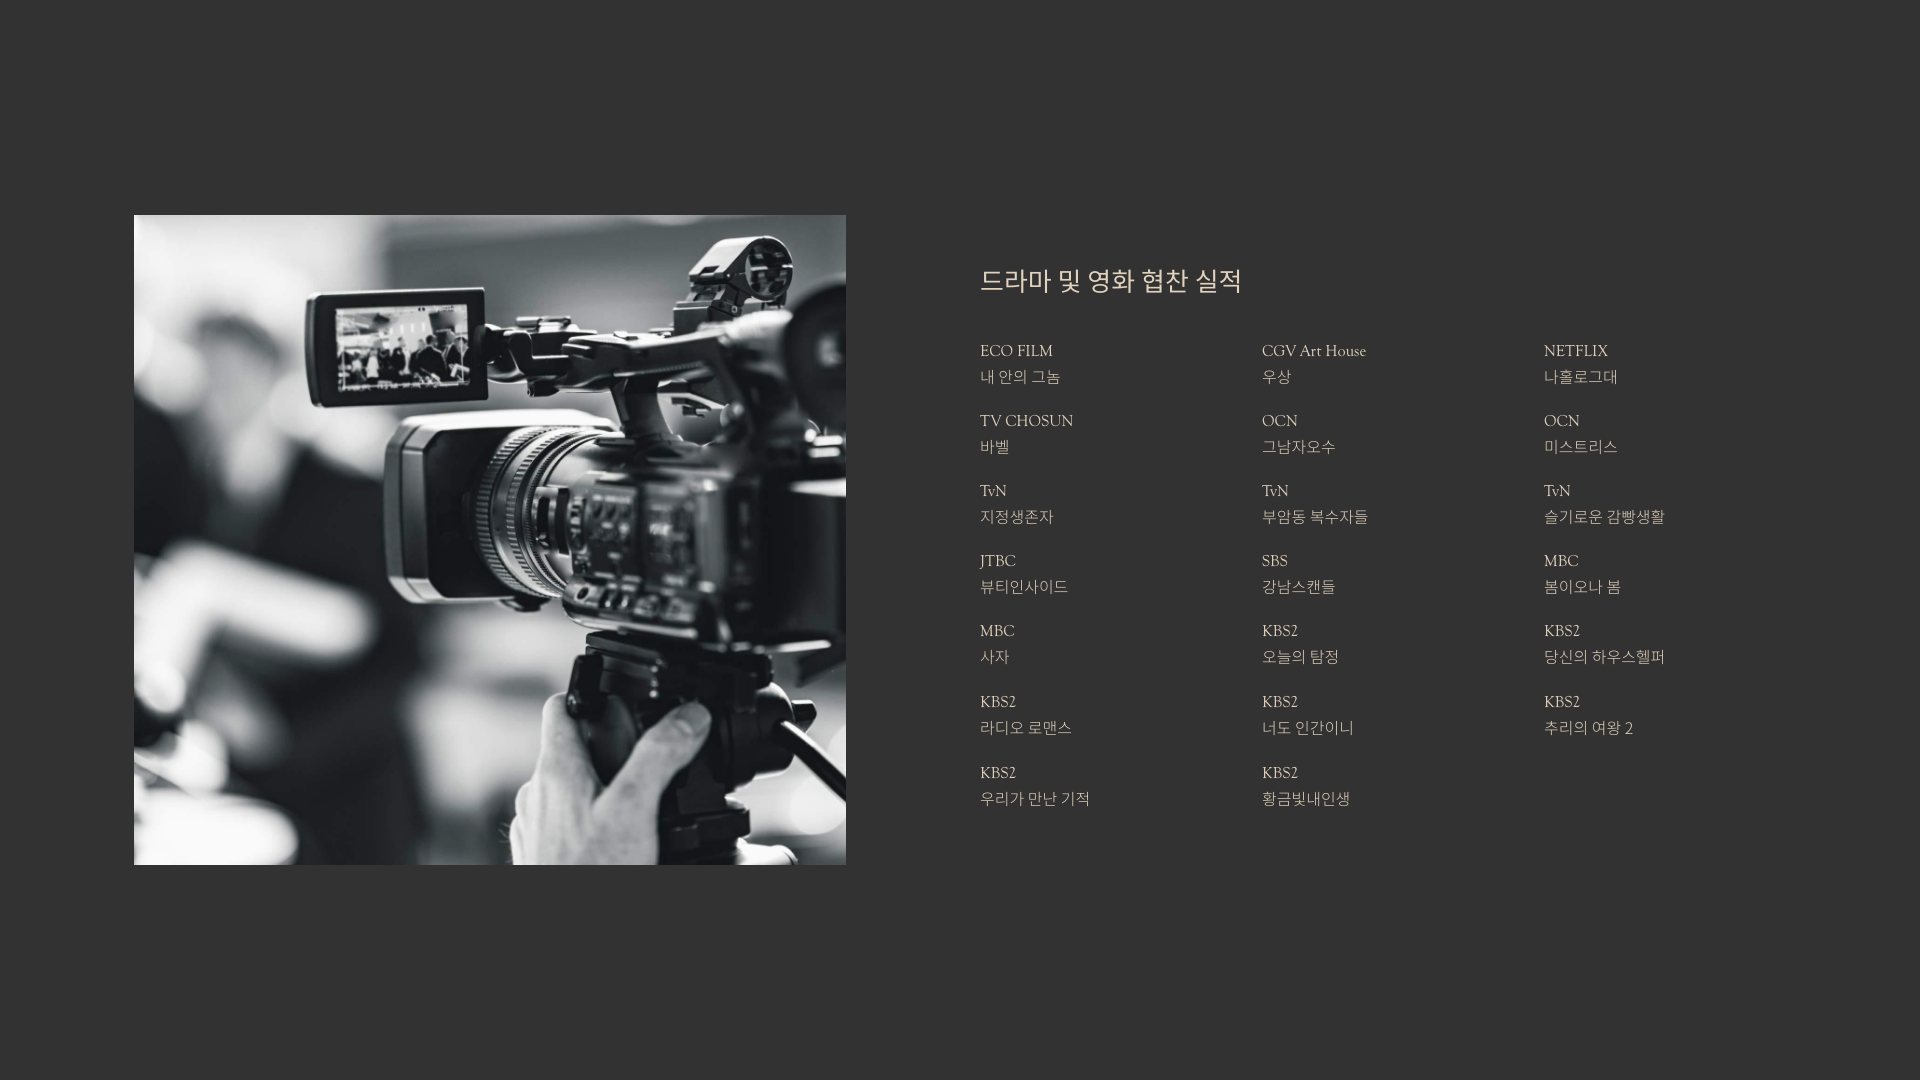 드라마 및 영화 협찬 실적
ECO FILM
내 안의 그놈
CGV Art House
우상
NETFLIX
나홀로그대
TV CHOSUN
바벨
OCN
그남자오수
OCN
미스트리스
TvN
지정생존자
TvN
부암동 복수자들
TvN
슬기로운 감빵생활
JTBC
뷰티인사이드
SBS
강남스캔들
MBC
봄이오나 봄
MBC
사자
KBS2
오늘의 탐정
KBS2
당신의 하우스헬퍼
KBS2
라디오 로맨스
KBS2
너도 인간이니
KBS2
추리의 여왕 2
KBS2
우리가 만난 기적
KBS2
황금빛내인생